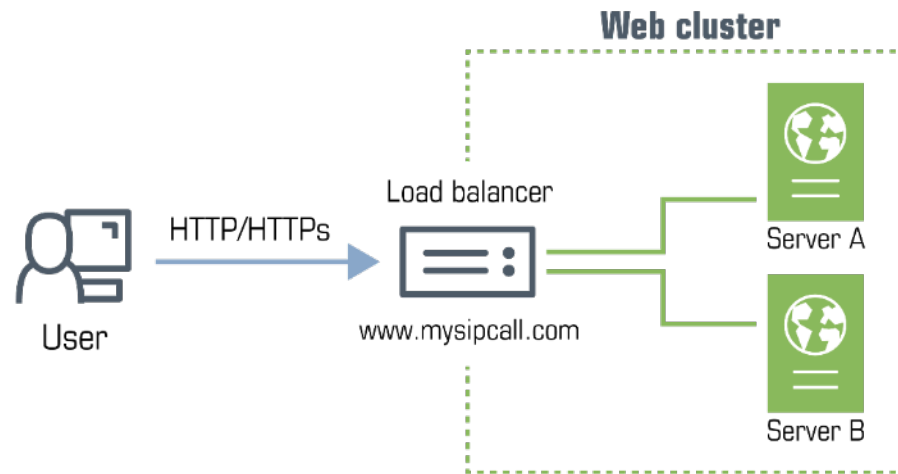 Web cluster
Load balancer
HTTP/HTTPs
User
www.mysipcall.com
Server A
Server B